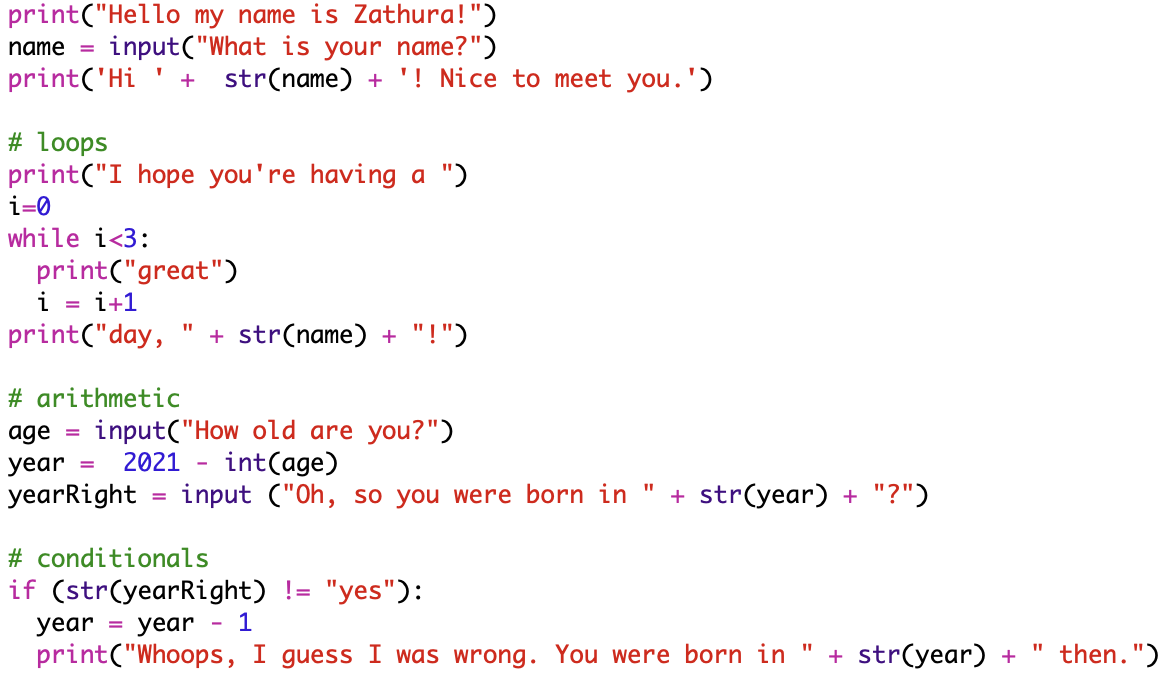 print("Hello my name is Zathura!")
name = input("What is your name?")
print('Hi ' +  str(name) + '! Nice to meet you.')

# loops
print("I hope you're having a ")
i=0
while i<3:
  print("great")
  i = i+1
print("day, " + str(name) + "!")

# arithmetic
age = input("How old are you?")
year =  2021 - int(age)
yearRight = input ("Oh, so you were born in " + str(year) + "?")

# conditionals
if (str(yearRight) != "yes"):
  year = year - 1
  print("Whoops, I guess I was wrong. You were born in " + str(year) + " then.")